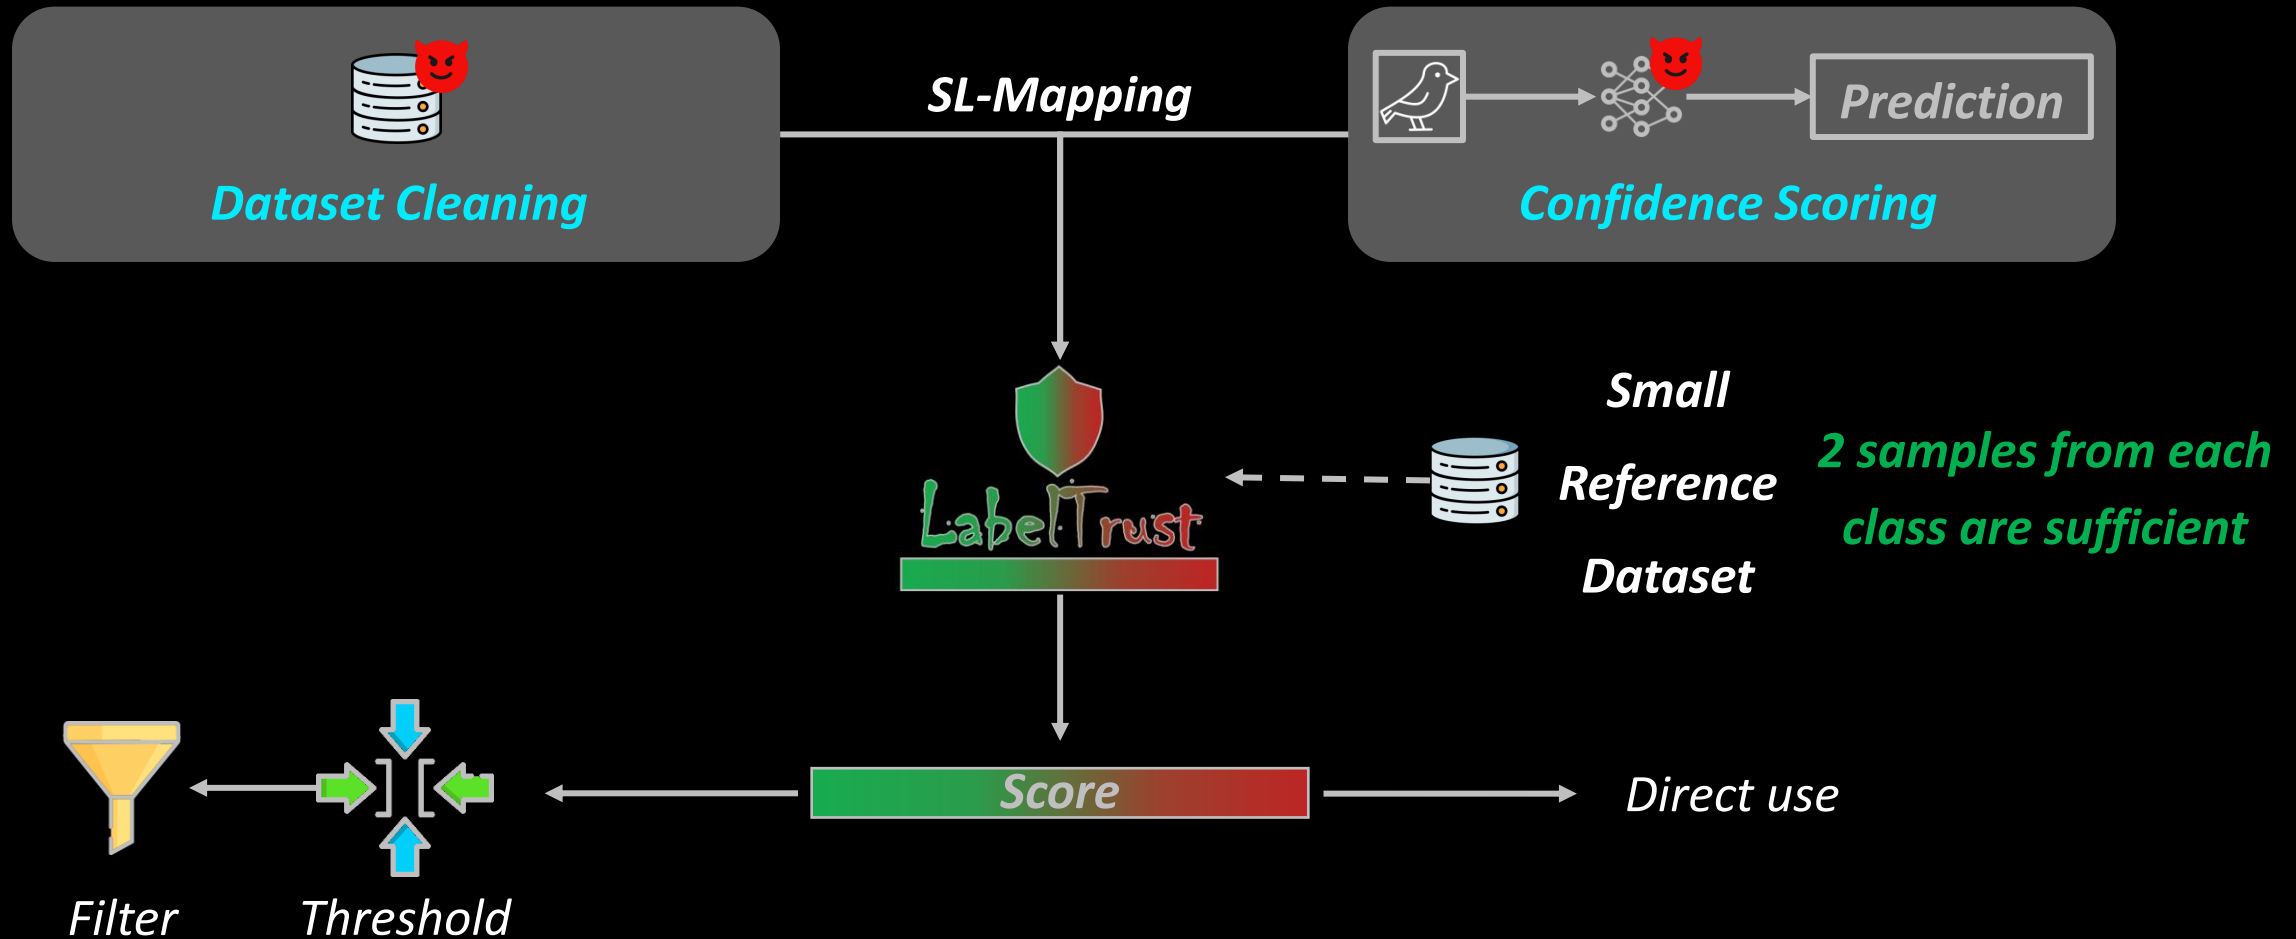 SL-Mapping
Prediction
Dataset Cleaning
Confidence Scoring
Small
Reference
Dataset
2 samples from each
class are sufficient
LabelTrust
Score
Direct use
Filter
Threshold